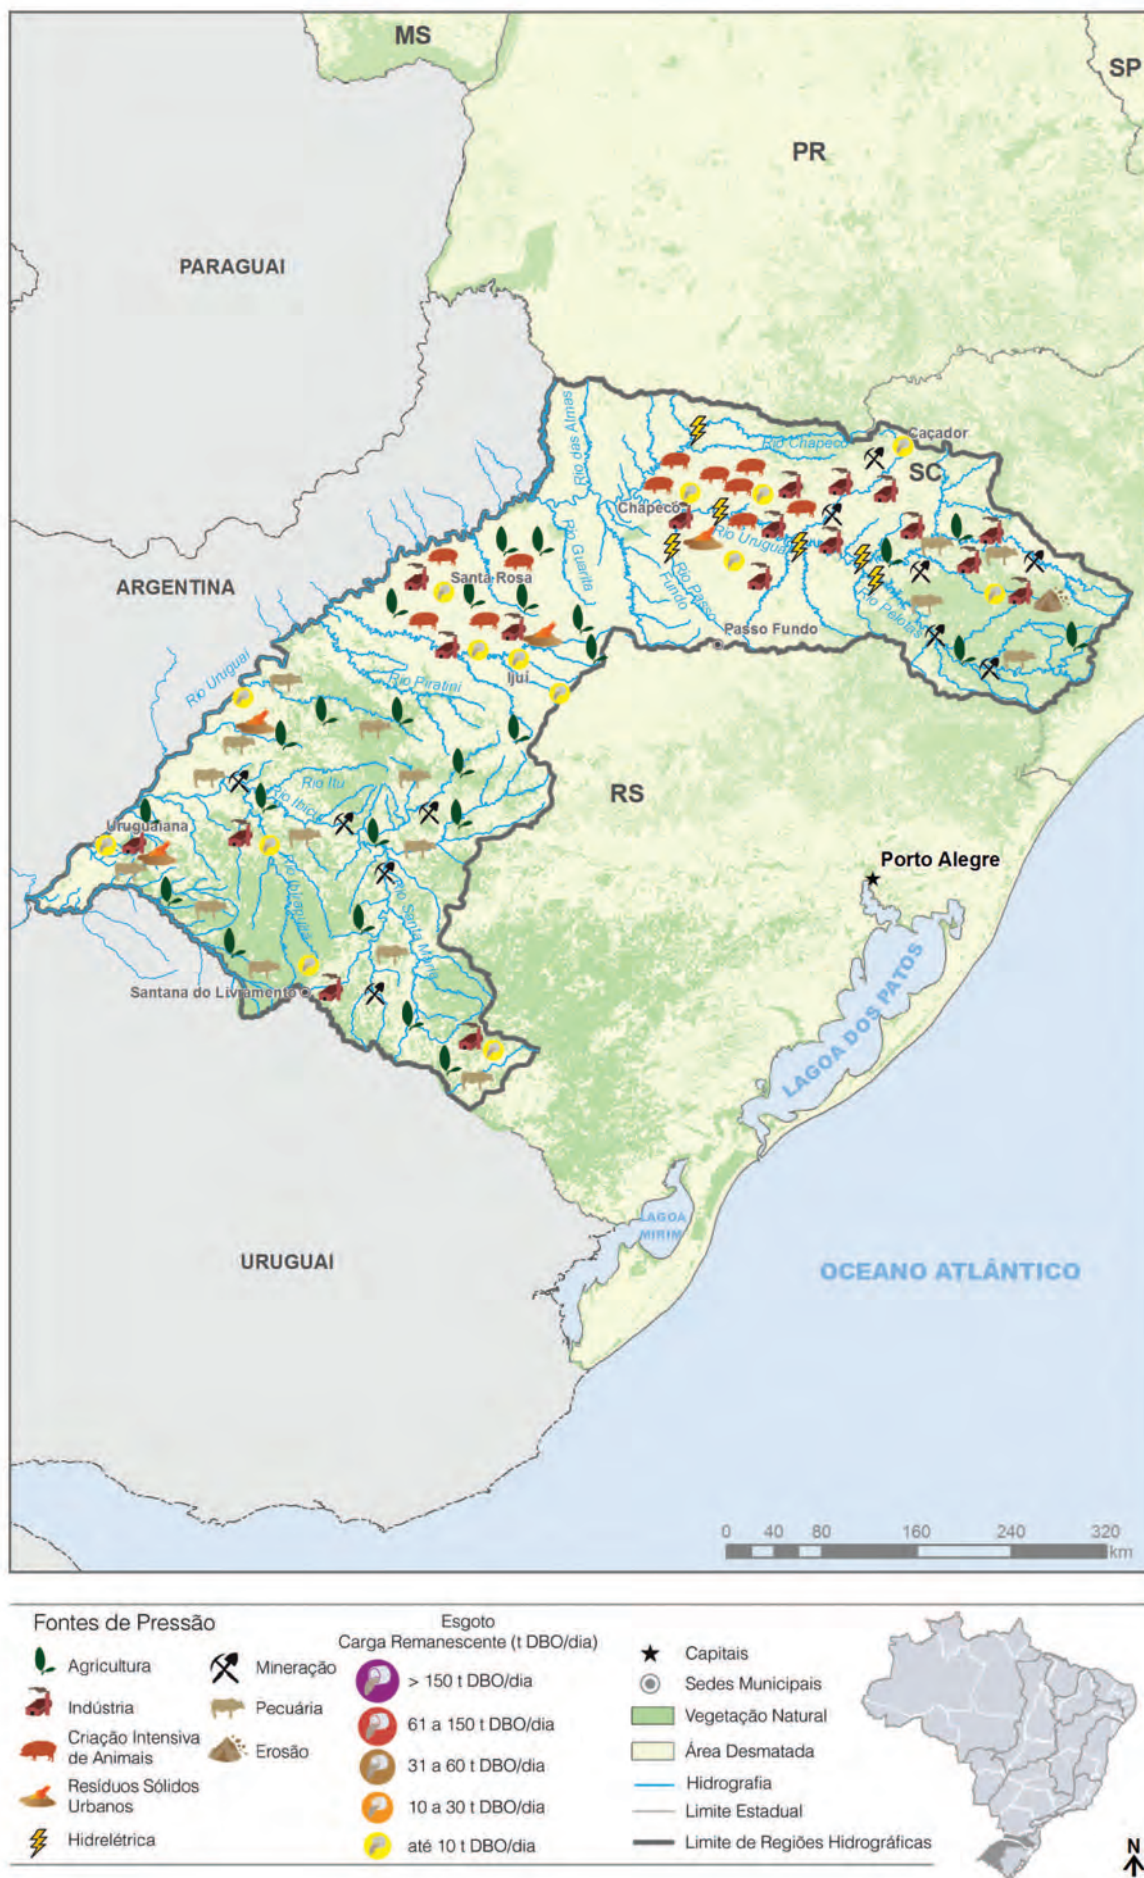 MS
SP
PR
PARAGUAI
Rio das Almas
Rio Chapecó
Caçador
SC
Chapecó
Rio Uruguai
Rio Guarita
Santa Rosa
ARGENTINA
Rio Passo
Fundo
Rio Pelotas
Passo Fundo
Ijuí
Rio Uruguai
Rio Piratini
Rio Itu
Rio Ibicuí
RS
Uruguaiana
Porto Alegre
Rio Santa Maria
Santana do Livramento
LAGOA DOS PATOS
LAGOA
MIRIM
URUGUAI
OCEANO ATLÂNTICO
0 40 80 160 240 320
km
Fontes de Pressão
Agricultura
Indústria
Criação Intensiva
de Animais
Resíduos Sólidos
Urbanos
Hidrelétrica
Mineração
Pecuária
Erosão
Esgoto
Carga Remanescente (t DBO/dia)
> 150 t DBO/dia
61 a 150 t DBO/dia
31 a 60 t DBO/dia
10 a 30 t DBO/dia
até 10 t DBO/dia
Capitais
Sedes Municipais
Vegetação Natural
Área Desmatada
Hidrografia
Limite Estadual
Limite de Regiões Hidrográficas
N